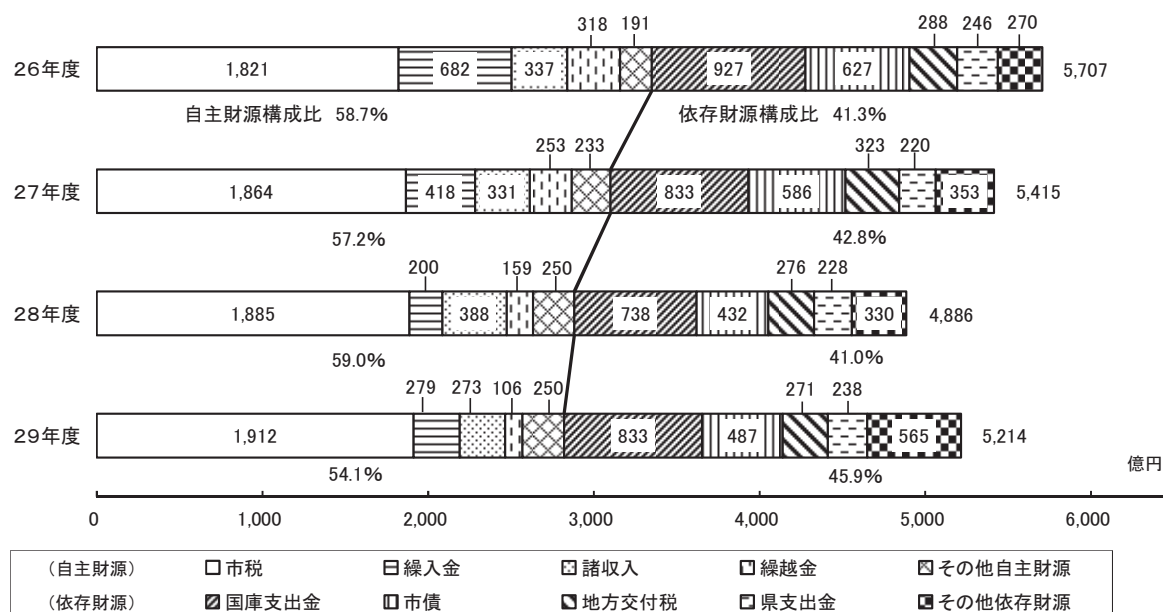 318 191 288 246 270
26年度 1,821 682 337 927 627 5,707
自主財源構成比 58.7% 依存財源構成比 41.3%
253 233 323 220
27年度 1,864 418 331 833 586 353 5,415
57.2% 42.8%
200 159 250 276 228
28年度 1,885 388 738 432 330 4,886
59.0% 41.0%
279 273 106 250 271 238
29年度 1,912 833 487 565 5,214
54.1% 45.9%
億円
0 1,000 2,000 3,000 4,000 5,000 6,000
(自主財源) 市税 繰入金 諸収入 繰越金 その他自主財源
(依存財源) 国庫支出金 市債 地方交付税 県支出金 その他依存財源